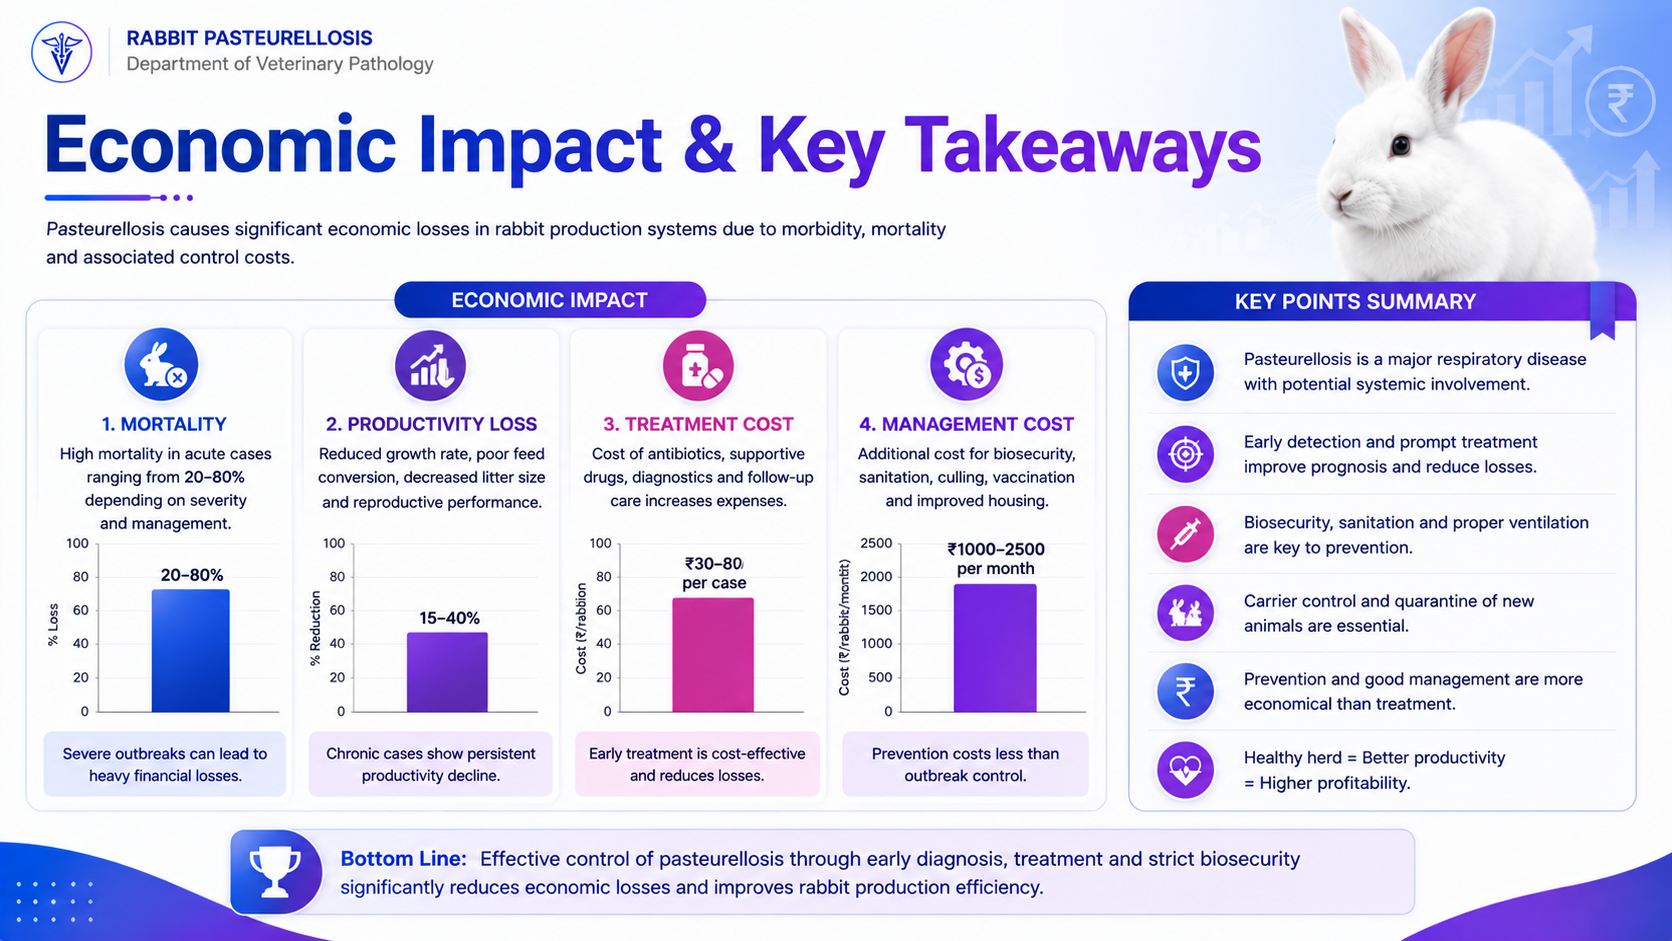 RABBIT PASTEURELLOSIS
Department of Veterinary Pathology
Economic Impact & Key Takeaways
Pasteurellosis causes significant economic losses in rabbit production systems due to morbidity, mortality
and associated control costs.
ECONOMIC IMPACT
1. MORTALITY
High mortality in acute cases
ranging from 20–80%
depending on severity
and management.
% Loss
100
80
60
40
20
0
20–80%
Severe outbreaks can lead to
heavy financial losses.
2. PRODUCTIVITY LOSS
Reduced growth rate, poor feed
conversion, decreased litter size
and reproductive performance.
% Reduction
100
80
60
40
20
0
15–40%
Chronic cases show persistent
productivity decline.
3. TREATMENT COST
Cost of antibiotics, supportive
drugs, diagnostics and follow-up
care increases expenses.
Cost (₹/rabbiion
100
80
60
40
20
0
₹30–80/
per case
Early treatment is cost-effective
and reduces losses.
4. MANAGEMENT COST
Additional cost for biosecurity,
sanitation, culling, vaccination
and improved housing.
Cost (₹/rabbit/montit)
2500
2000
1500
1000
500
0
₹1000–2500
per month
Prevention costs less than
outbreak control.
KEY POINTS SUMMARY
Pasteurellosis is a major respiratory disease
with potential systemic involvement.
Early detection and prompt treatment
improve prognosis and reduce losses.
Biosecurity, sanitation and proper ventilation
are key to prevention.
Carrier control and quarantine of new
animals are essential.
₹
Prevention and good management are more
economical than treatment.
Healthy herd = Better productivity
= Higher profitability.
Bottom Line: Effective control of pasteurellosis through early diagnosis, treatment and strict biosecurity
significantly reduces economic losses and improves rabbit production efficiency.
₹
$